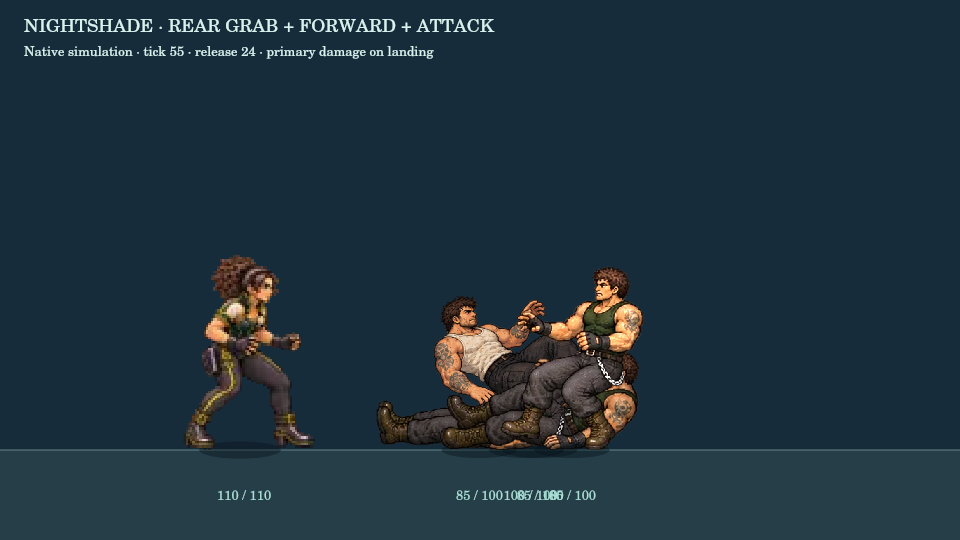 NIGHTSHADE · REAR GRAB + FORWARD + ATTACK
Native simulation · tick 55 · release 24 · primary damage on landing
110 / 110 85 / 100 / 100